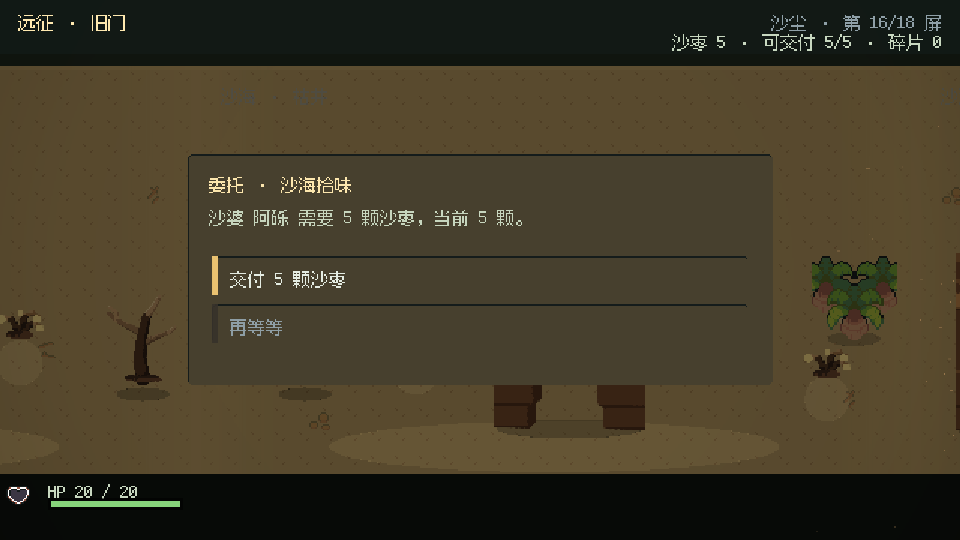 远征 · 旧门
沙尘 · 第 16/18 屏
沙枣 5 · 可交付 5/5 · 碎片 0
委托 · 沙海拾味
沙婆 阿砾 需要 5 颗沙枣，当前 5 颗。
交付 5 颗沙枣
再等等
HP 20 / 20